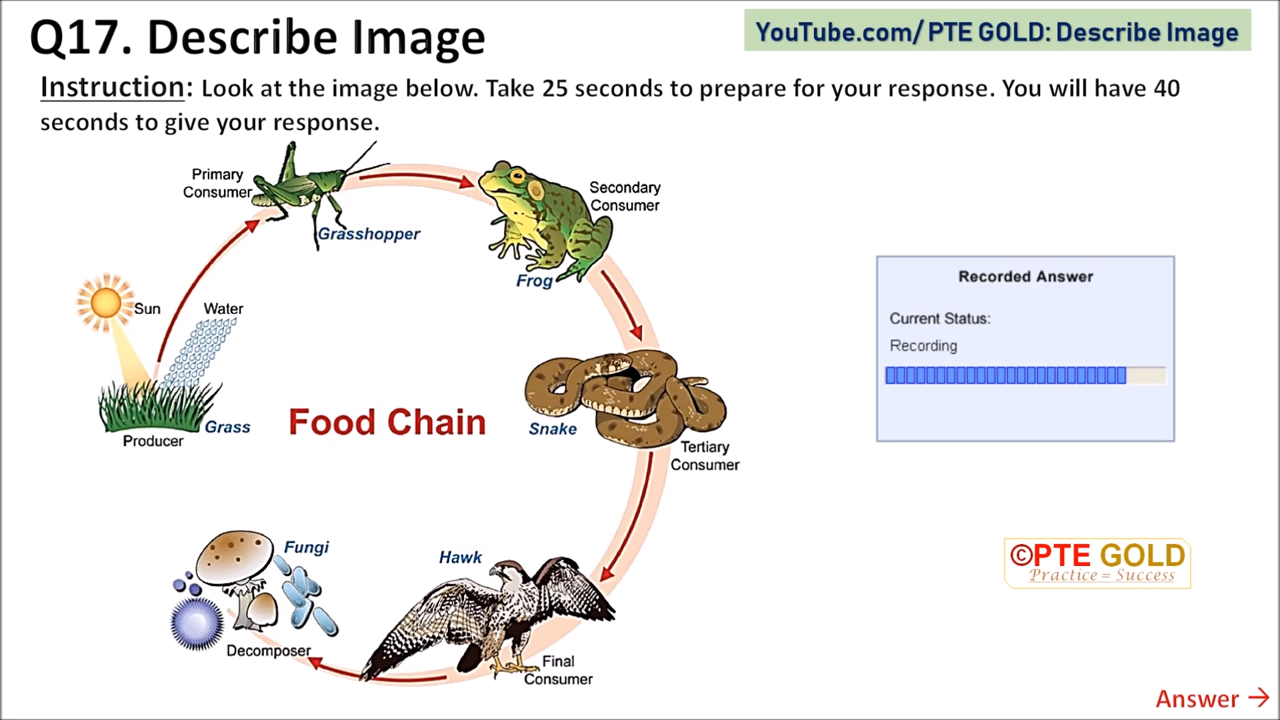 Q17. Describe Image
YouTube.com/ PTE GOLD: Describe Image
Instruction: Look at the image below. Take 25 seconds to prepare for your response. You will have 40
seconds to give your response.
Primary
Consumer
Grasshopper
Secondary
Consumer
Frog
Sun
Water
Grass
Producer
Food Chain
Snake
Tertiary
Consumer
Fungi
Decomposer
Hawk
Final
Consumer
Recorded Answer
Current Status:
Recording
©PTE GOLD
Practice = Success
Answer →